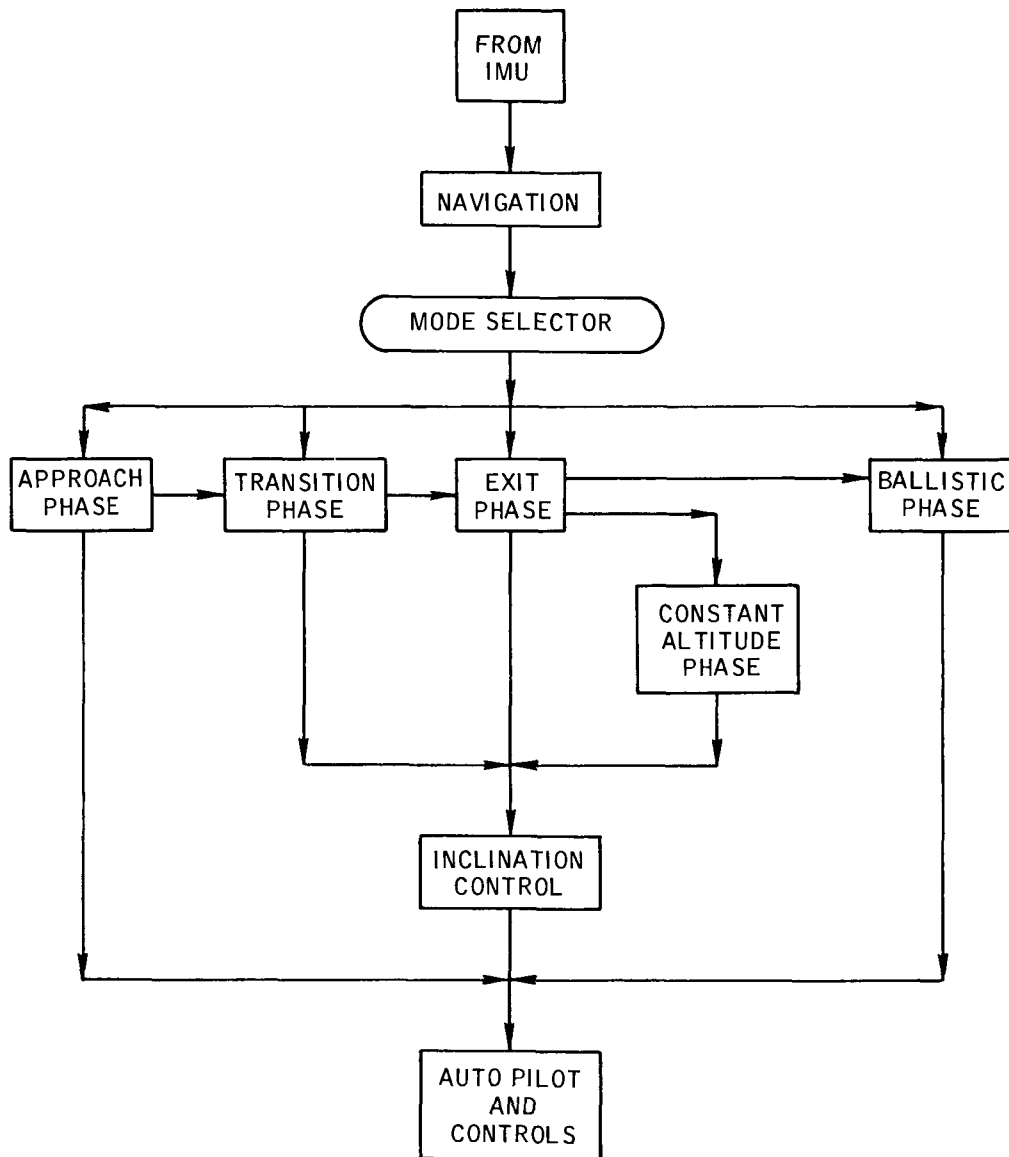 FROM
IMU
NAVIGATION
MODE SELECTOR
APPROACH
PHASE
TRANSITION
PHASE
EXIT
PHASE
BALLISTIC
PHASE
CONSTANT
ALTITUDE
PHASE
INCLINATION
CONTROL
AUTO PILOT
AND
CONTROLS